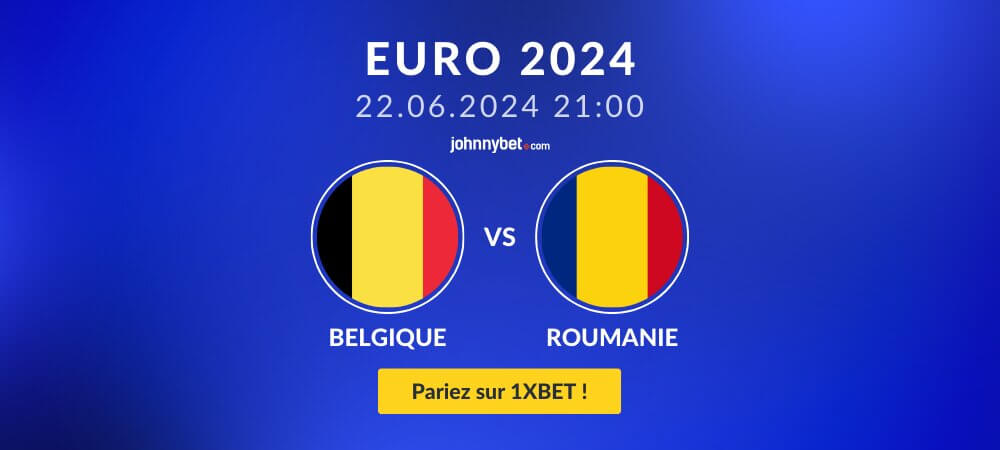 EURO 2024
22.06.2024 21:00
johnnybet.com
VS
BELGIQUE
ROUMANIE
Pariez sur 1XBET !